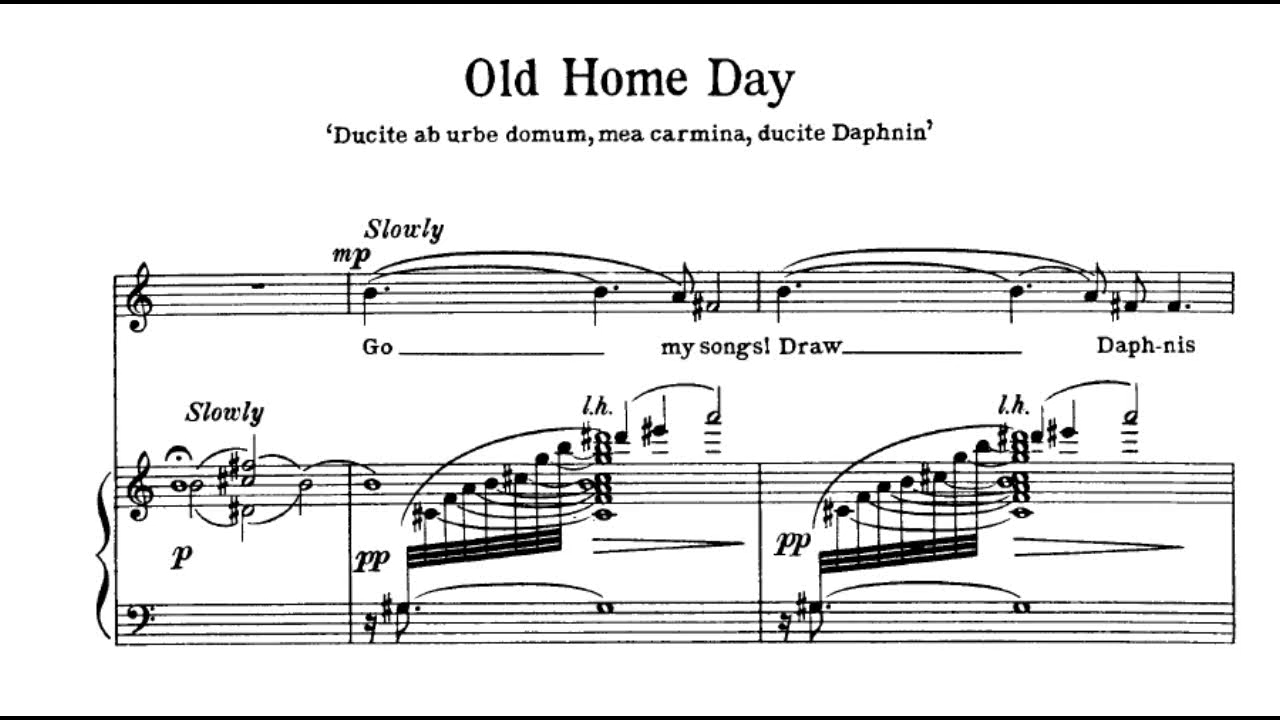 Old Home Day
‘Ducite ab urbe domum, mea carmina, ducite Daphnin’
Slowly
mp
Go my songs! Draw Daph-nis
Slowly
l.h. l.h.
p pp pp